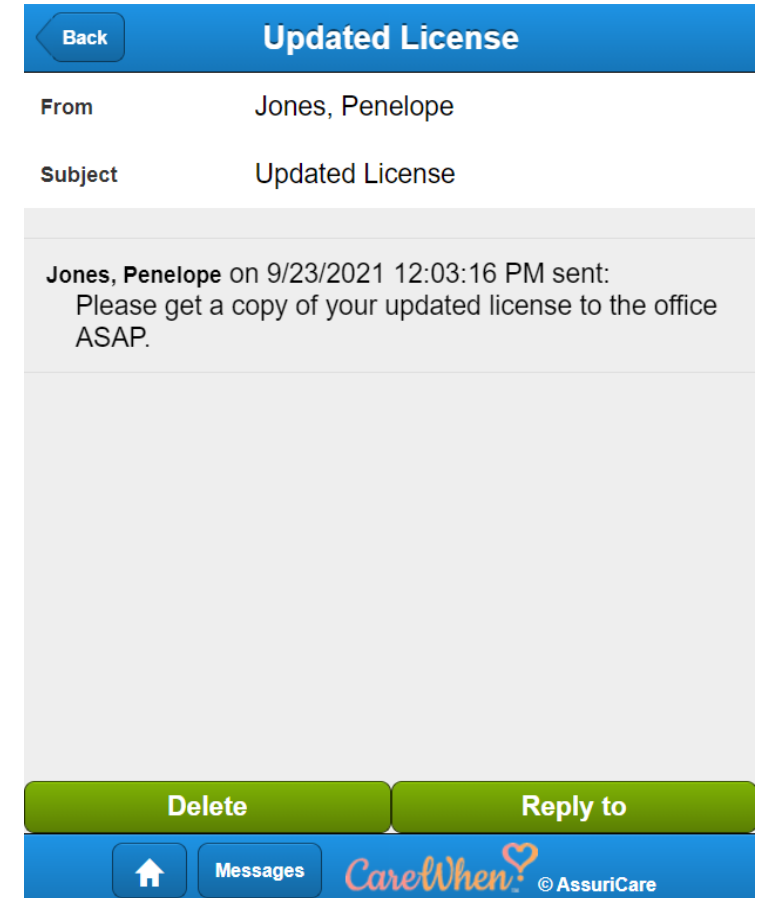 Back
Updated License
From Jones, Penelope
Subject Updated License
Jones, Penelope on 9/23/2021 12:03:16 PM sent:
Please get a copy of your updated license to the office
ASAP.
Delete Reply to
Messages CareWhen? © AssuriCare